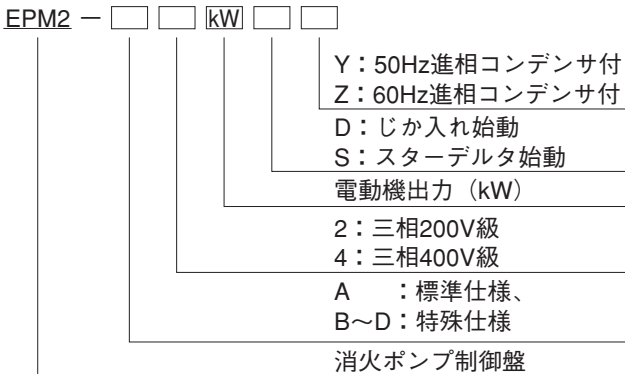 EPM2 － □ □ kW □ □
Y：50Hz進相コンデンサ付
Z：60Hz進相コンデンサ付
D：じか入れ始動
S：スターデルタ始動
電動機出力（kW）
2：三相200V級
4：三相400V級
A　　：標準仕様、
B～D：特殊仕様
消火ポンプ制御盤